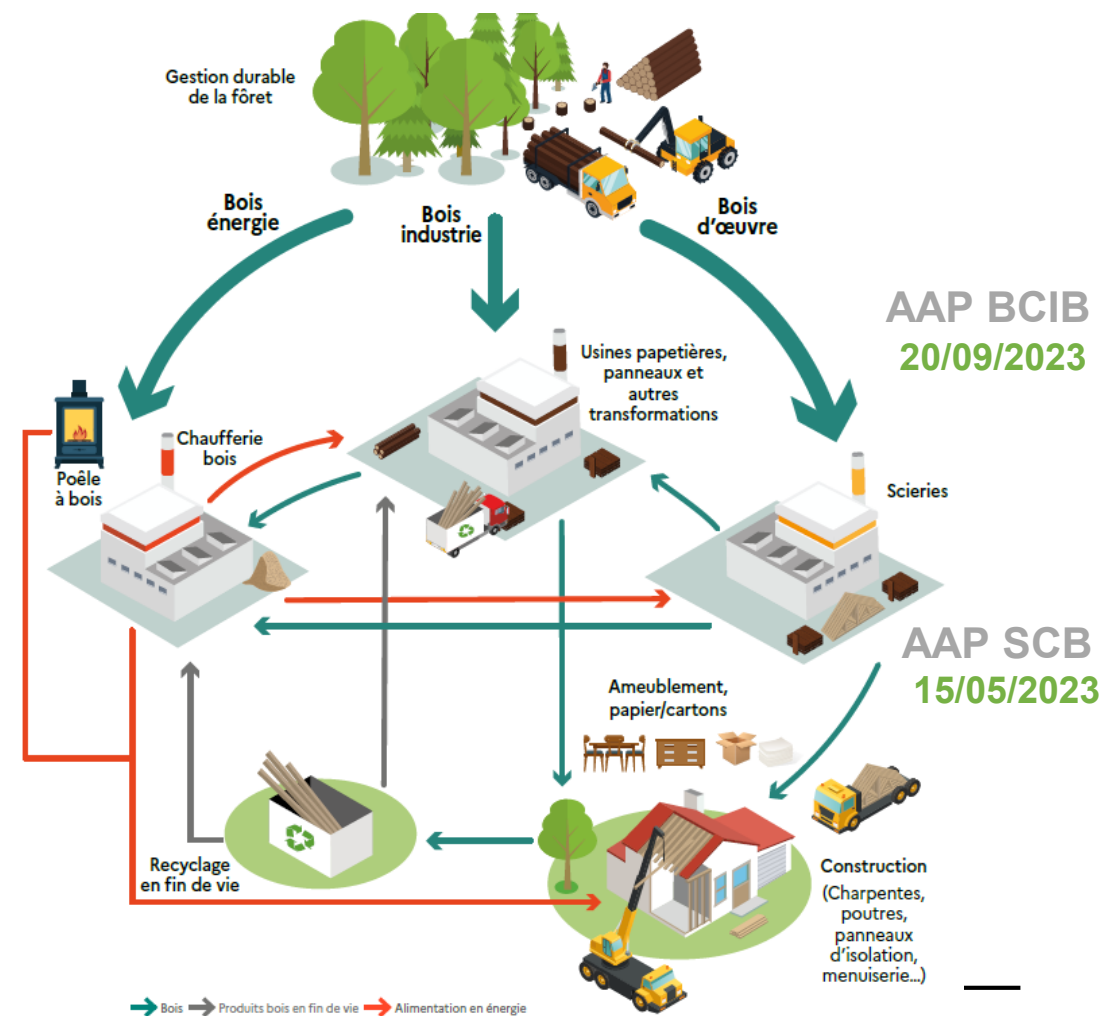 Gestion durable
de la fôret
Bois
énergie
Bois
industrie
Bois
d'œuvre
AAP BCIB
20/09/2023
Usines papetières,
panneaux et
autres
transformations
Chaufferie
bois
Poêle
à bois
Scieries
AAP SCB
15/05/2023
Ameublement,
papier/cartons
Recyclage
en fin de vie
Construction
(Charpentes,
poutres,
panneaux
d'isolation,
menuiserie...)
Bois Produits bois en fin de vie Alimentation en énergie